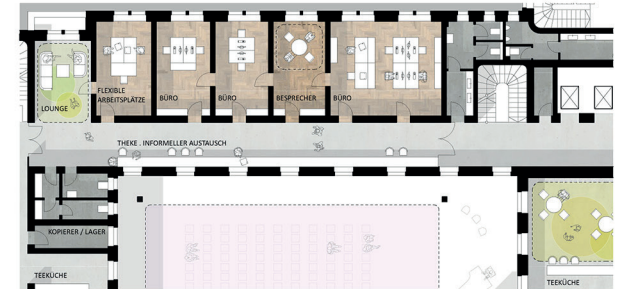 LOUNGE
FLEXIBLE
ARBEITSPLÄTZE
BÜRO
BÜRO
BESPRECHER
BÜRO
THEKE . INFORMELLER AUSTAUSCH
KOPIERER / LAGER
TEEKÜCHE
TEEKÜCHE